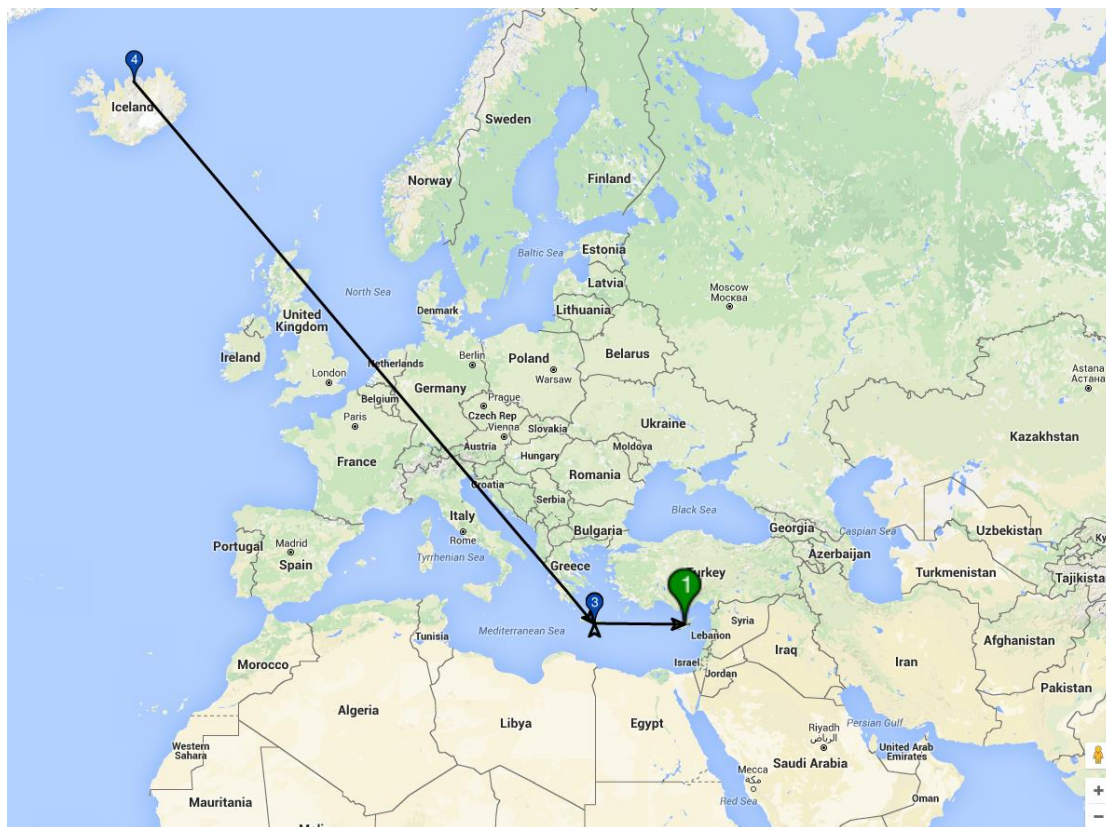 4
Iceland
Sweden
Finland
Norway
Estonia
Baltic Sea
Latvia
Moscow
Москва
North Sea
Denmark
Lithuania
United
Kingdom
Ireland
Netherlands
Berlin
Poland
Belarus
London
Warsaw
Germany
Belgium
Prague
Czech Rep
Astana
Астана
Paris
Vienna
Slovakia
Ukraine
Kazakhstan
Austria
Hungary
Moldova
France
Romania
Croatia
Serbia
Italy
Rome
Black Sea
Bulgaria
Georgia
Caspian Sea
Uzbekistan
Ky
Portugal
Madrid
Spain
Tyrrhenian Sea
Greece
Azerbaijan
Turkmenistan
Tajikistan
1
Turkey
3
Mediterranean Sea
Tunisia
Syria
Lebanon
Afghanistan
Iraq
Iran
Morocco
Israel
Jordan
Pakistan
Algeria
Libya
Egypt
Persian Gulf
Riyadh
الرياض
Western
Sahara
United Arab
Emirates
Saudi Arabia
Mecca
مكة
Mauritania
Red Sea
Oman
+
−